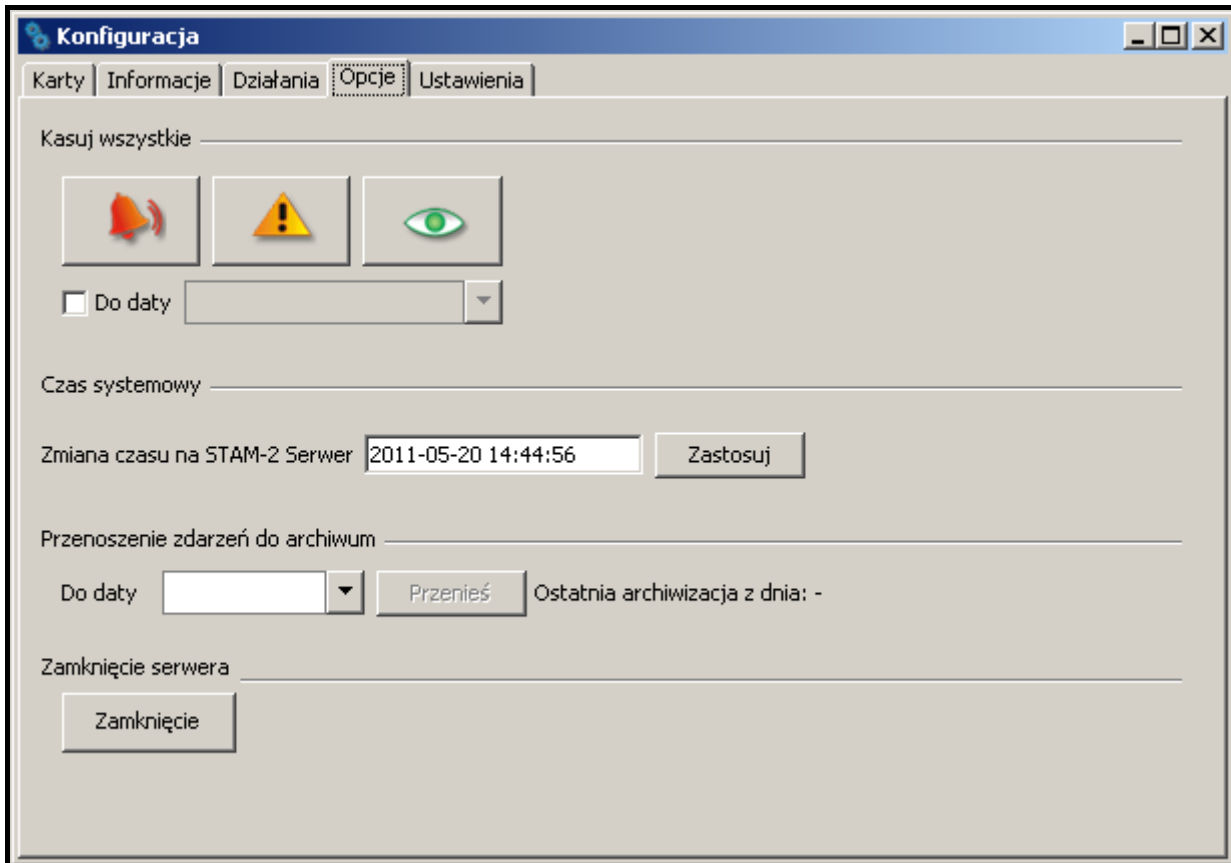 Konfiguracja
Karty Informacje Działania Opcje Ustawienia
Kasuj wszystkie
Do daty
Czas systemowy
Zmiana czasu na STAM-2 Serwer 2011-05-20 14:44:56 Zastosuj
Przenoszenie zdarzeń do archiwum
Do daty Przenieś Ostatnia archiwizacja z dnia: -
Zamknięcie serwera
Zamknięcie